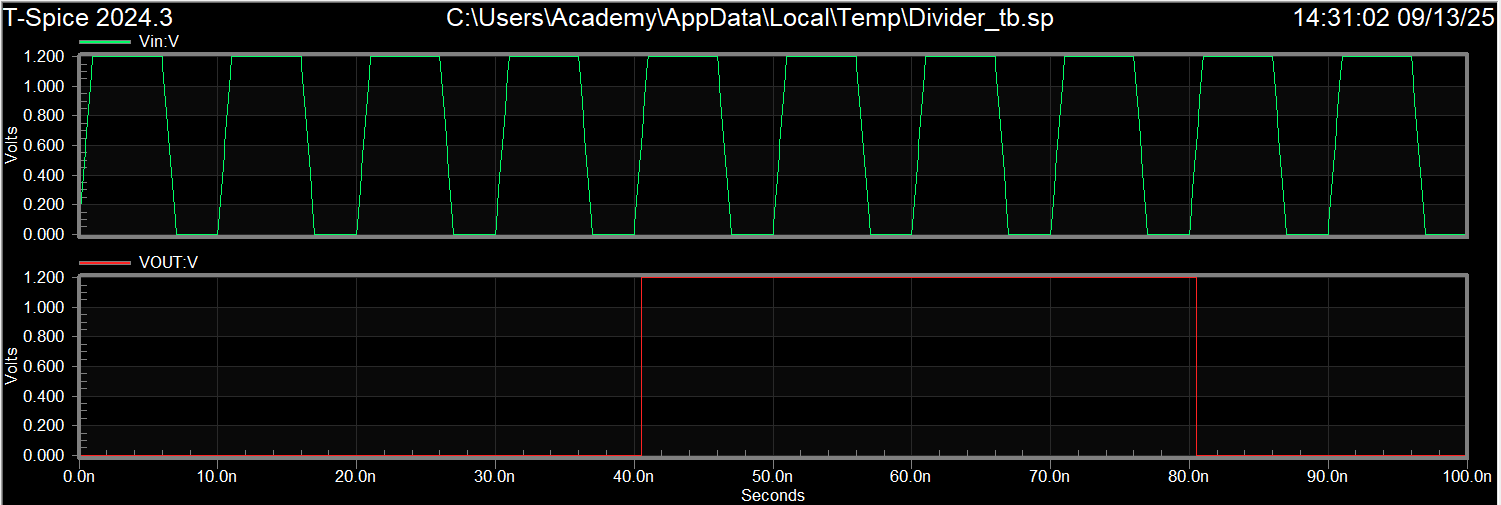 T-Spice 2024.3 C:\Users\Academy\AppData\Local\Temp\Divider_tb.sp 14:31:02 09/13/25
Vin:V
1.200
1.000
0.800
0.600
0.400
0.200
0.000
Volts
VOUT:V
1.200
1.000
0.800
0.600
0.400
0.200
0.000
Volts
0.0n 10.0n 20.0n 30.0n 40.0n 50.0n 60.0n 70.0n 80.0n 90.0n 100.0n
Seconds